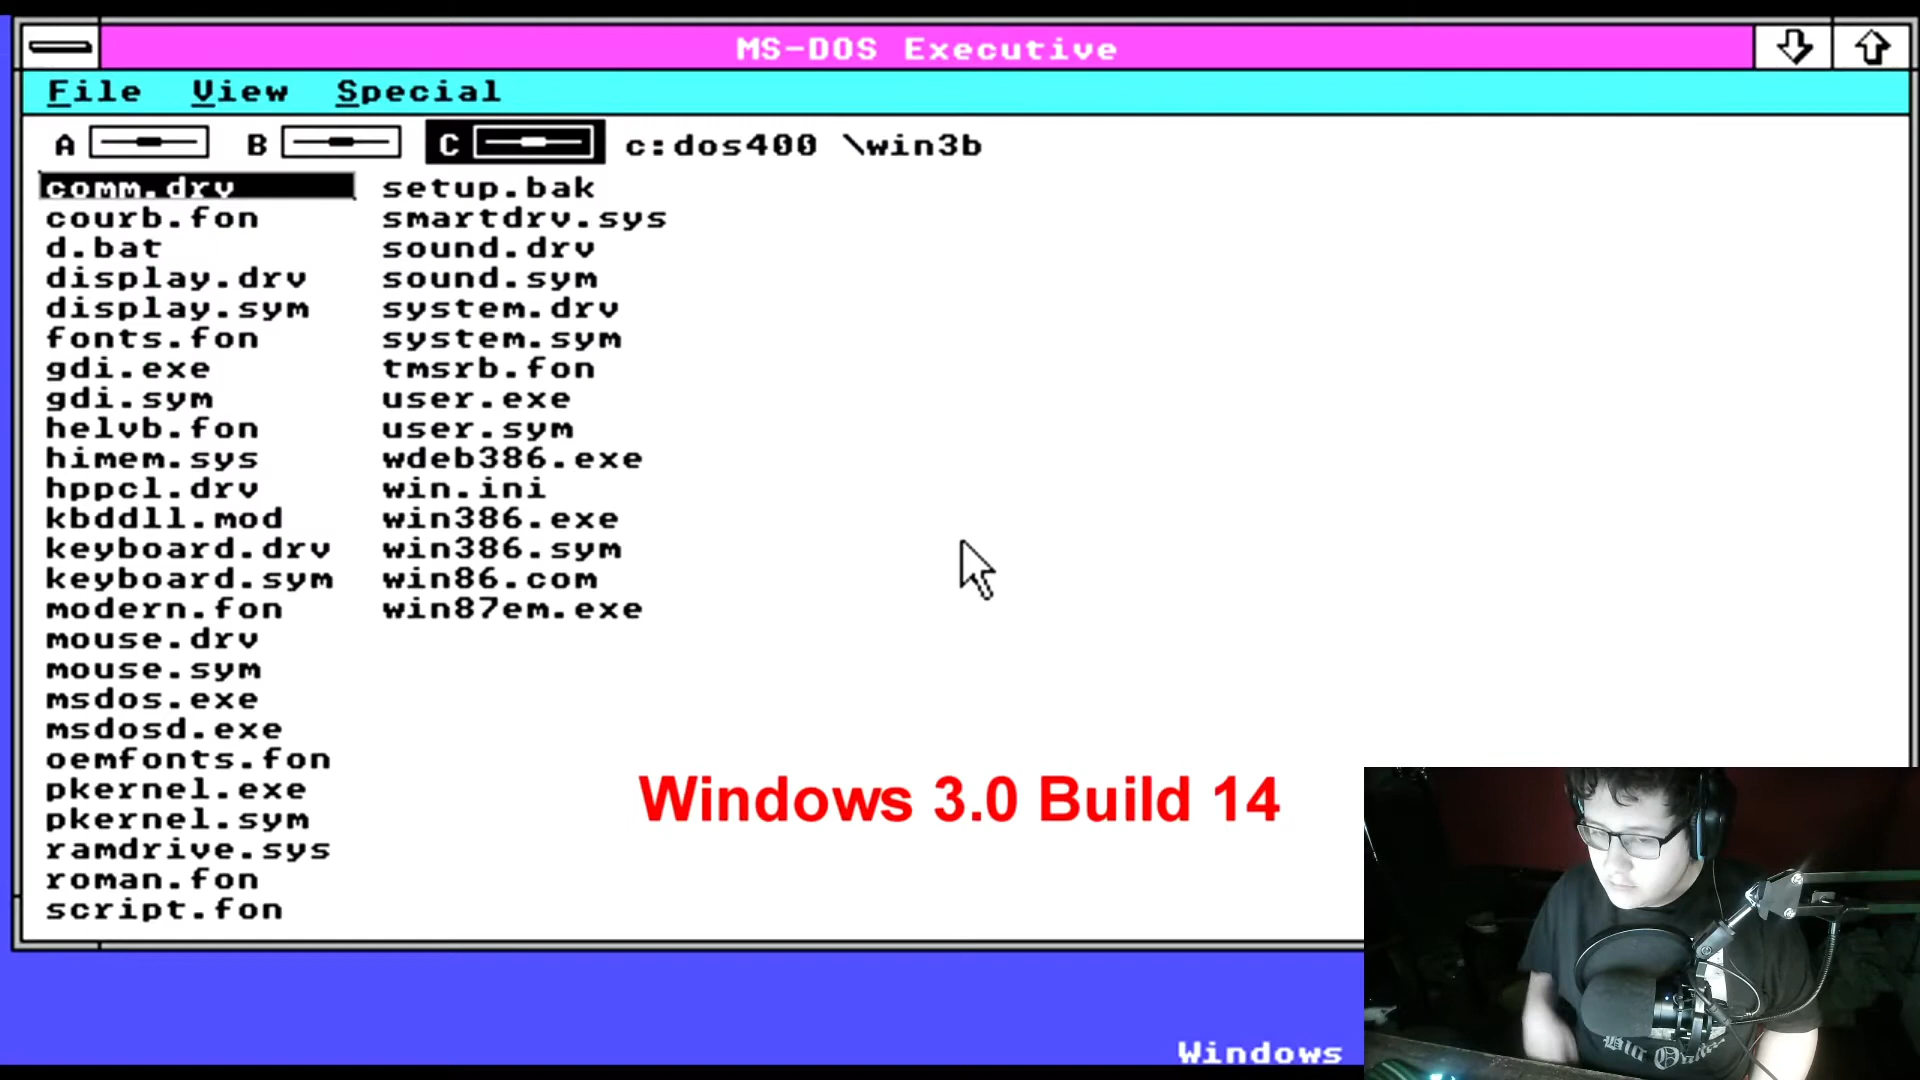 MS-DOS Executive
File View Special
A B C c:dos400 \win3b
comm.drv
courb.fon
d.bat
display.drv
display.sym
fonts.fon
gdi.exe
gdi.sym
helvb.fon
himem.sys
hppcl.drv
kbddll.mod
keyboard.drv
keyboard.sym
modern.fon
mouse.drv
mouse.sym
msdos.exe
msdosd.exe
oemfonts.fon
pkernel.exe
pkernel.sym
ramdrive.sys
roman.fon
script.fon
setup.bak
smartdrv.sys
sound.drv
sound.sym
system.drv
system.sym
tmsrb.fon
user.exe
user.sym
wdeb386.exe
win.ini
win386.exe
win386.sym
win86.com
win87em.exe
Windows 3.0 Build 14
Windows